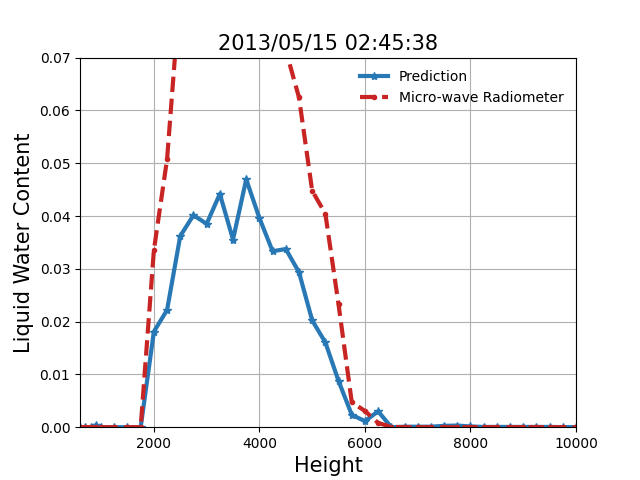 2013/05/15 02:45:38
Prediction
Micro-wave Radiometer
Liquid Water Content
0.07
0.06
0.05
0.04
0.03
0.02
0.01
0.00
2000 4000 6000 8000 10000
Height